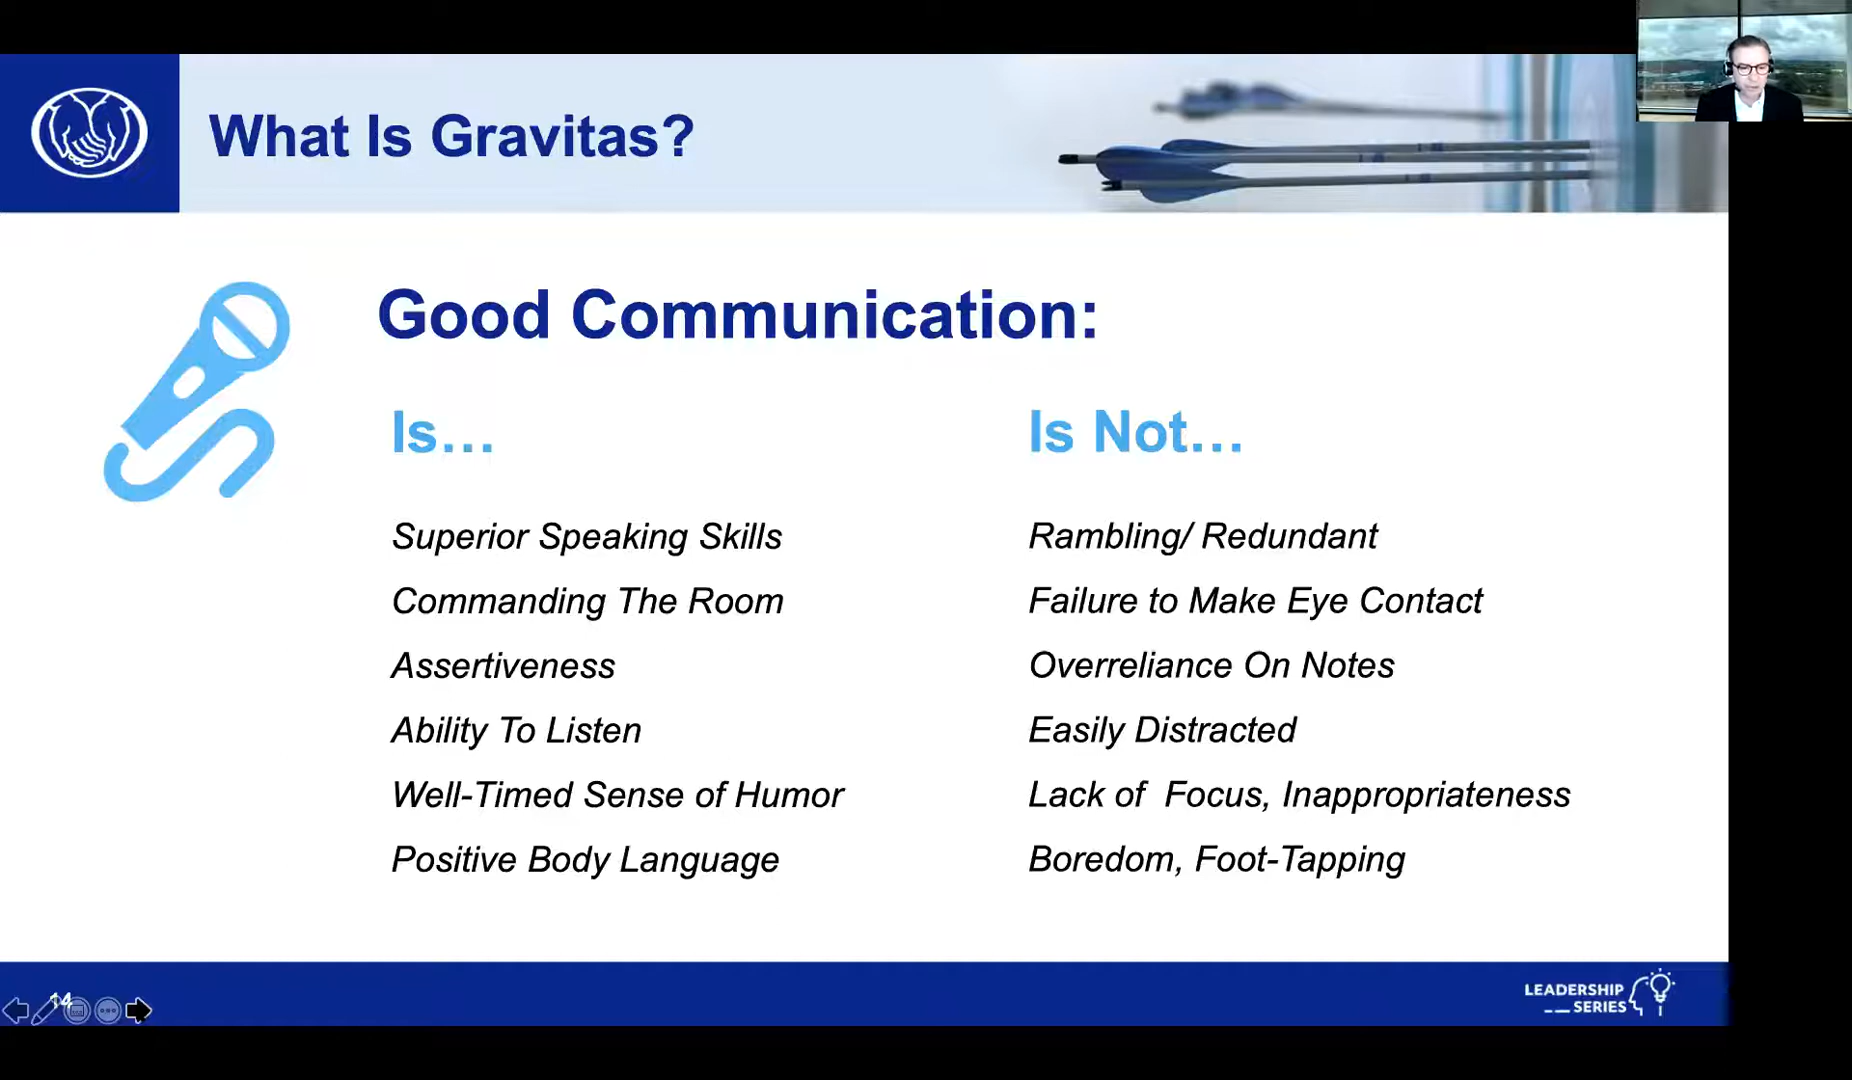 What Is Gravitas?
Good Communication:
Is…
Is Not…
Superior Speaking Skills
Rambling/ Redundant
Commanding The Room
Failure to Make Eye Contact
Assertiveness
Overreliance On Notes
Ability To Listen
Easily Distracted
Well-Timed Sense of Humor
Lack of  Focus, Inappropriateness
Positive Body Language
Boredom, Foot-Tapping
14
LEADERSHIP
SERIES